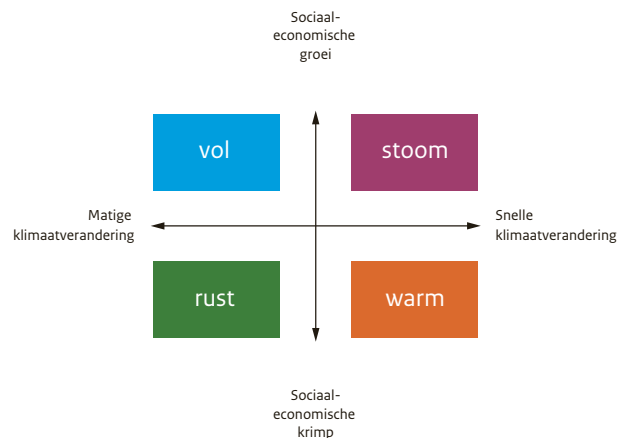 Sociaal-
economische
groei
vol
stoom
Matige
klimaatverandering
Snelle
klimaatverandering
rust
warm
Sociaal-
economische
krimp